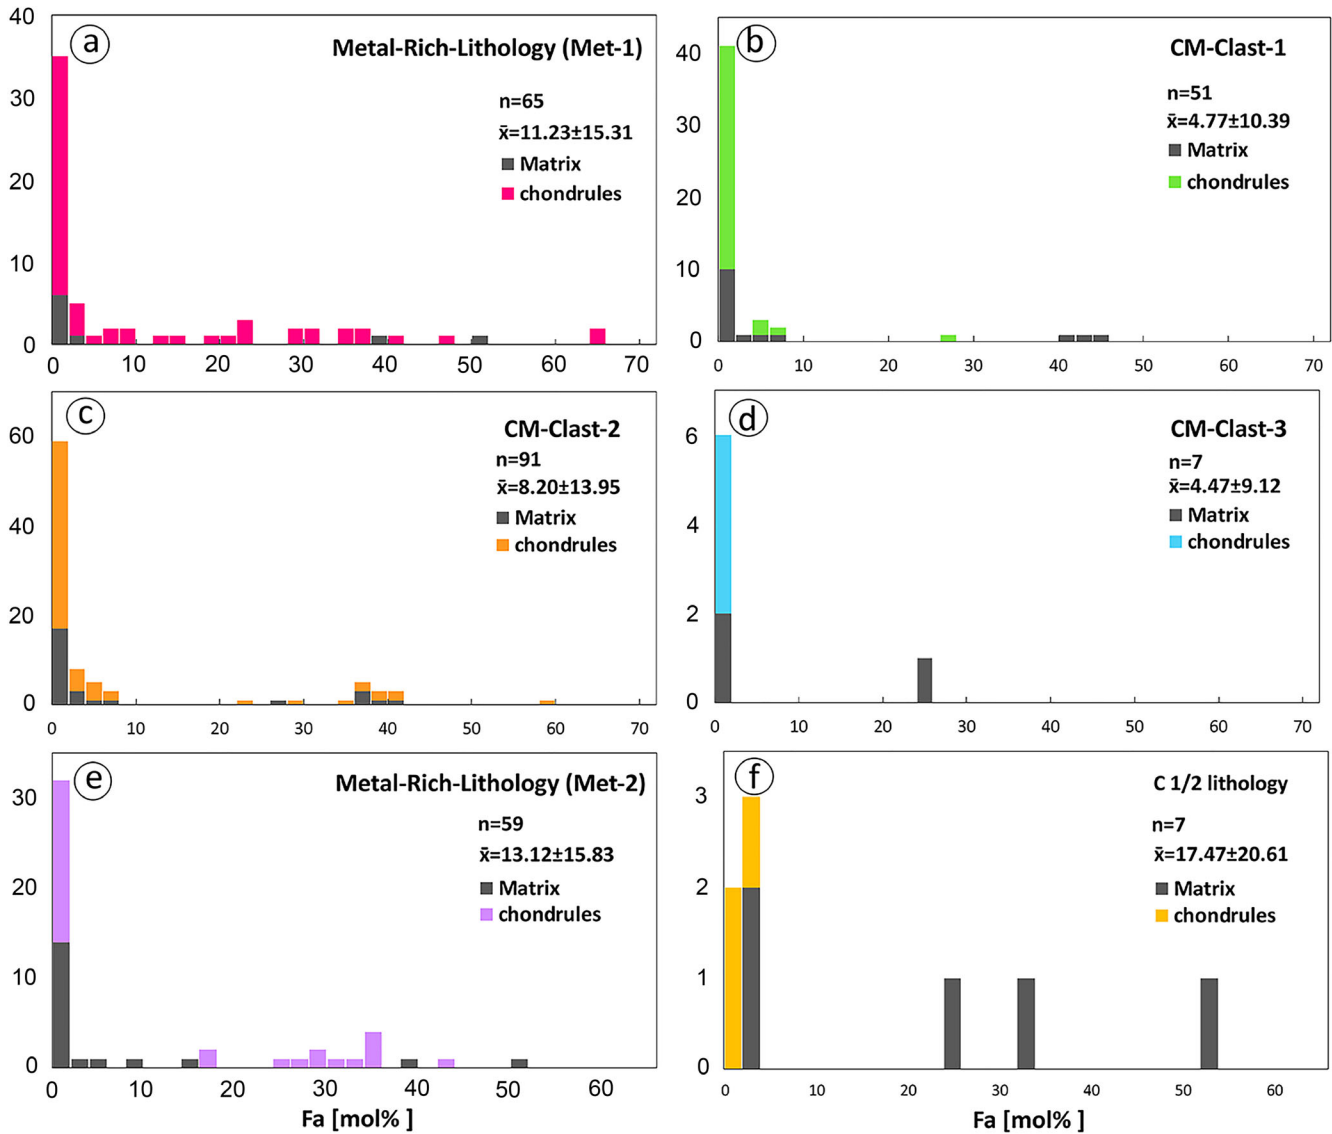 a
Metal-Rich-Lithology (Met-1)
n=65
x̄=11.23±15.31
Matrix
chondrules
40
30
20
10
0
0 10 20 30 40 50 60 70
b
CM-Clast-1
n=51
x̄=4.77±10.39
Matrix
chondrules
40
30
20
10
0
0 10 20 30 40 50 60 70
c
CM-Clast-2
n=91
x̄=8.20±13.95
Matrix
chondrules
60
40
20
0
0 10 20 30 40 50 60 70
d
CM-Clast-3
n=7
x̄=4.47±9.12
Matrix
chondrules
6
4
2
0
0 10 20 30 40 50 60 70
e
Metal-Rich-Lithology (Met-2)
n=59
x̄=13.12±15.83
Matrix
chondrules
30
20
10
0
0 10 20 30 40 50 60
Fa [mol% ]
f
C 1/2 lithology
n=7
x̄=17.47±20.61
Matrix
chondrules
3
2
1
0
0 10 20 30 40 50 60
Fa [mol% ]